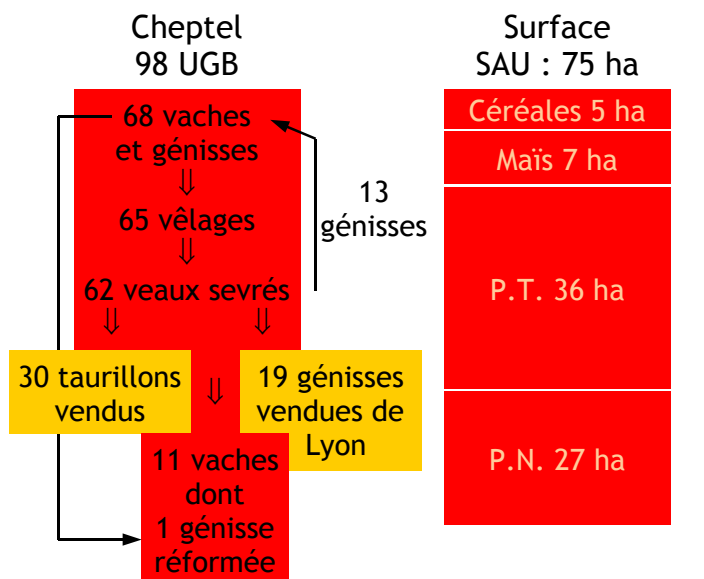 Cheptel
98 UGB
68 vaches
et génisses
⇓
65 vêlages
⇓
62 veaux sevrés
⇓ ⇓
13
génisses
30 taurillons
vendus
⇓
19 génisses
vendues de
Lyon
11 vaches
dont
1 génisse
réformée
Surface
SAU : 75 ha
Céréales 5 ha
Maïs 7 ha
P.T. 36 ha
P.N. 27 ha